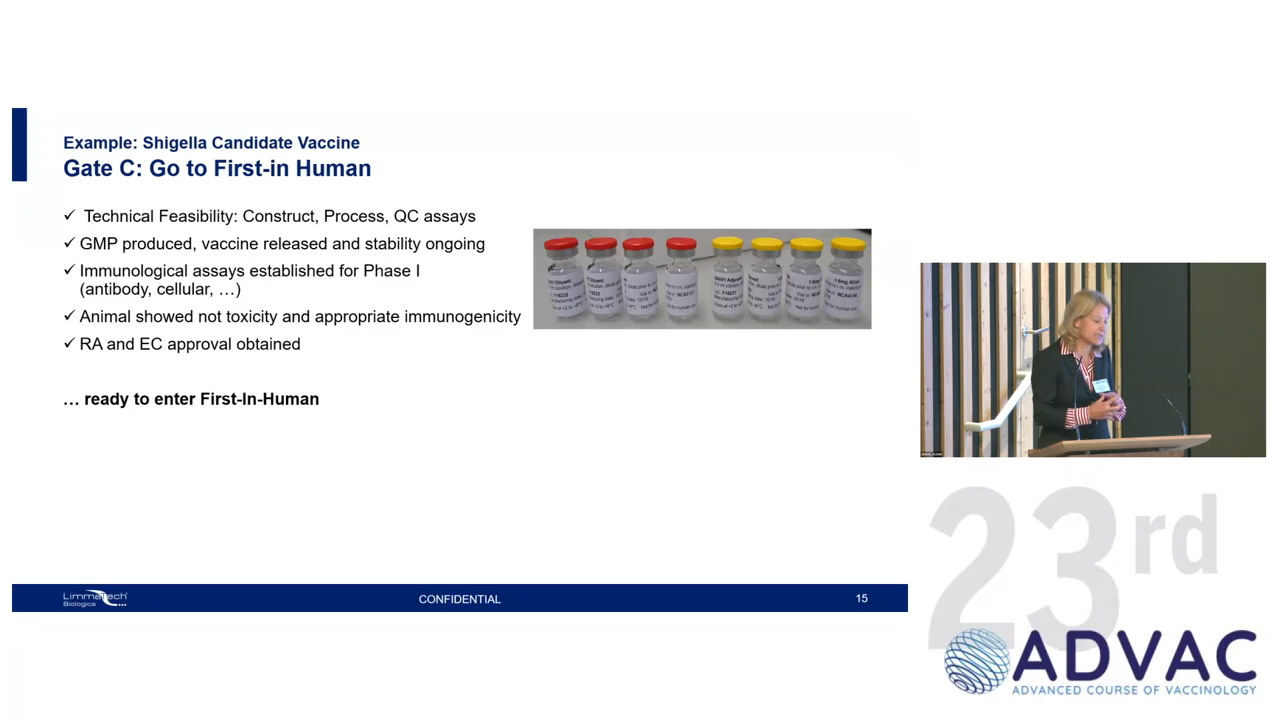 Example: Shigella Candidate Vaccine
Gate C: Go to First-in Human
✓ Technical Feasibility: Construct, Process, QC assays
✓ GMP produced, vaccine released and stability ongoing
✓ Immunological assays established for Phase I
(antibody, cellular, …)
✓ Animal showed not toxicity and appropriate immunogenicity
✓ RA and EC approval obtained
… ready to enter First-In-Human
LimmaTech
Biologics
CONFIDENTIAL
15
23rd
ADVAC
ADVANCED COURSE OF VACCINOLOGY